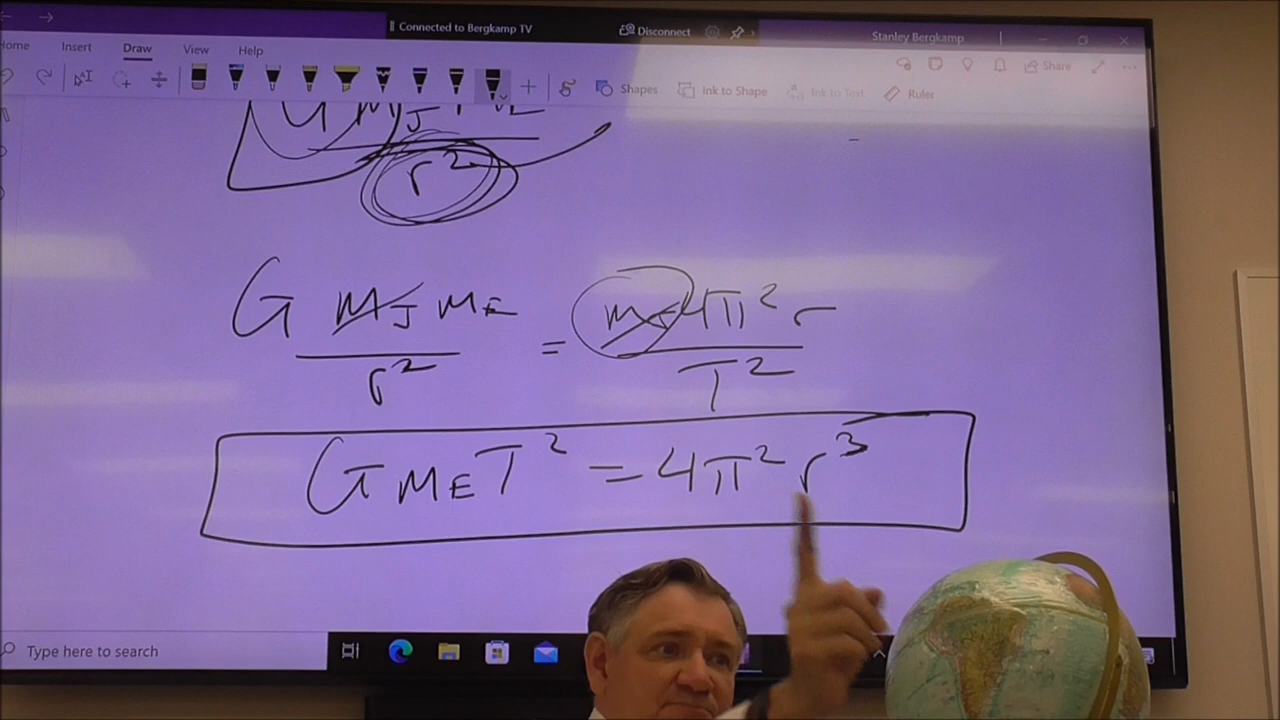 Connected to Bergkamp TV
Disconnect
Stanley Bergkamp
Home Insert Draw View Help
Share
Shapes Ink to Shape Ink to Text Ruler
r²
G mJ mE = 4π² r
r² T²
G mE T² = 4π² r³
Type here to search